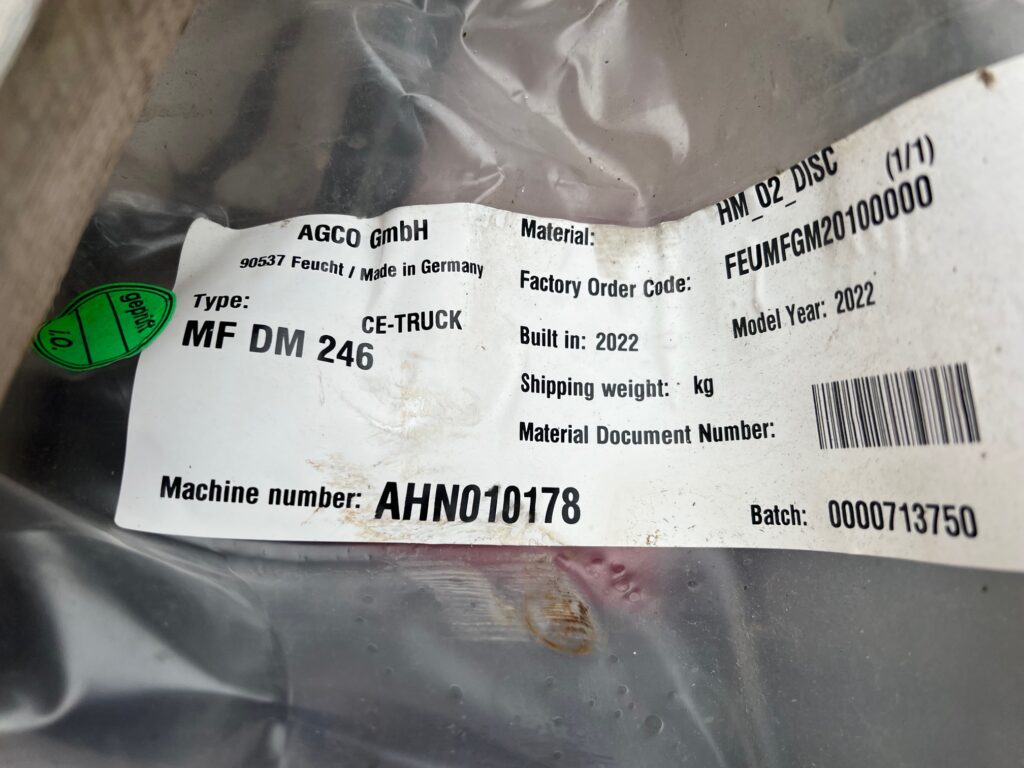 AGCO GmbH
90537 Feucht / Made in Germany
Type:
CE-TRUCK
MF DM 246
Machine number: AHN010178
Material: HM_02_DISC (1/1)
Factory Order Code: FEUMFGM20100000
Built in: 2022 Model Year: 2022
Shipping weight: kg
Material Document Number:
Batch: 0000713750
geprüft
i.O.